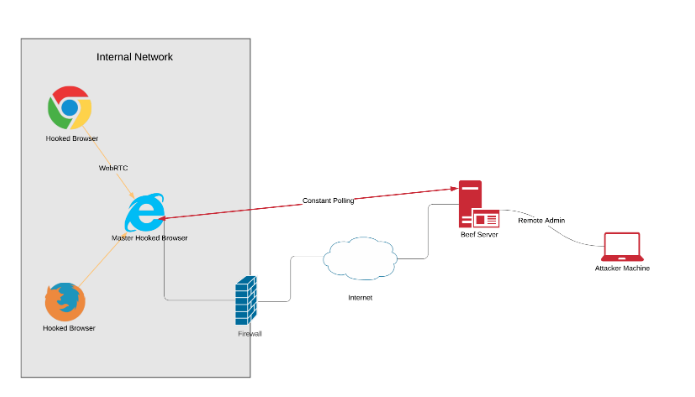 Internal Network
Hooked Browser
WebRTC
Constant Polling
Master Hooked Browser
Beef Server
Remote Admin
Attacker Machine
Internet
Hooked Browser
Firewall